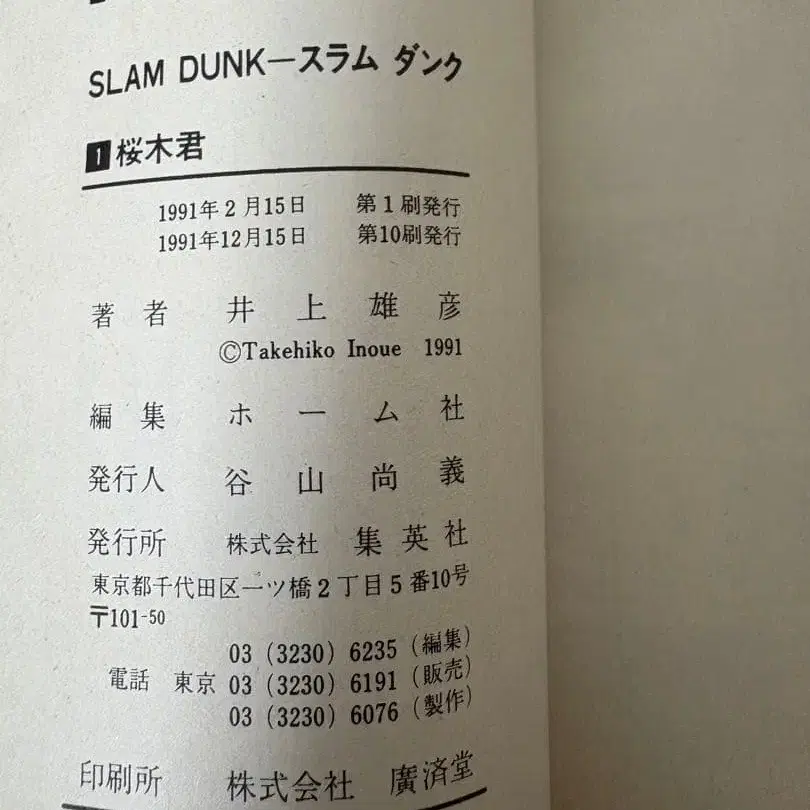 SLAM DUNK—スラム ダンク
1 桜木君
1991年2月15日 第1刷発行
1991年12月15日 第10刷発行
著者 井上雄彦
©Takehiko Inoue 1991
編集 ホーム社
発行人 谷山尚義
発行所 株式会社 集英社
東京都千代田区一ツ橋2丁目5番10号
〒101-50
03 (3230) 6235 (編集)
電話 東京 03 (3230) 6191 (販売)
03 (3230) 6076 (製作)
印刷所 株式会社 廣済堂